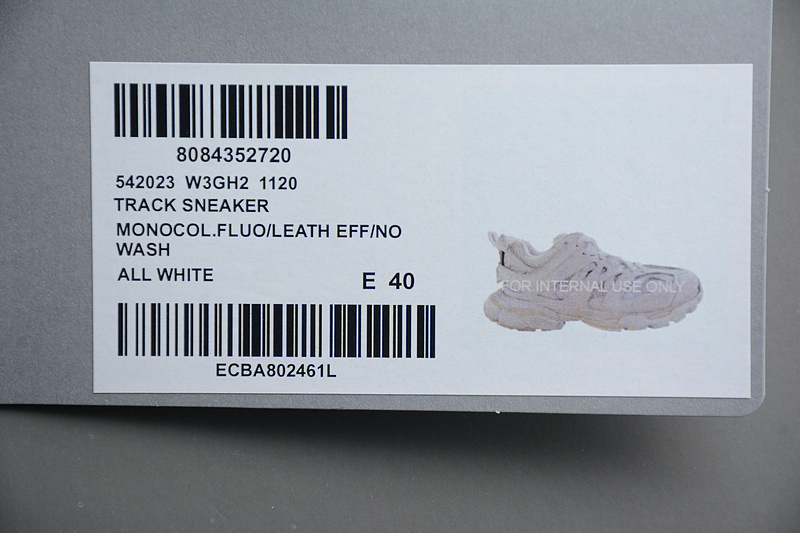 8084352720
542023 W3GH2 1120
TRACK SNEAKER
MONOCOL.FLUO/LEATH EFF/NO
WASH
ALL WHITE
E 40
ECBA802461L
FOR INTERNAL USE ONLY